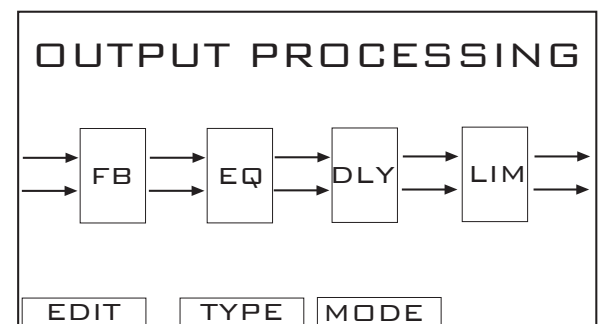 OUTPUT PROCESSING
FB EQ DLY LIM
EDIT TYPE MODE